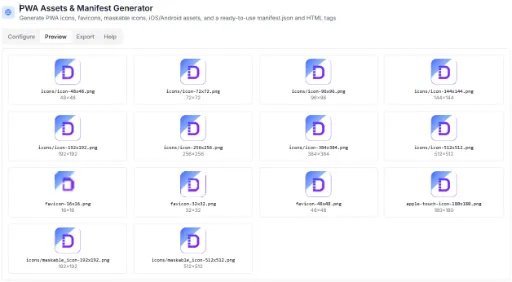 PWA Assets & Manifest Generator
Generate PWA icons, favicons, maskable icons, iOS/Android assets, and a ready-to-use manifest.json and HTML tags
Configure Preview Export Help
icons/icon-48x48.png icons/icon-72x72.png icons/icon-96x96.png icons/icon-144x144.png
48×48 72×72 96×96 144×144
icons/icon-192x192.png icons/icon-256x256.png icons/icon-384x384.png icons/icon-512x512.png
192×192 256×256 384×384 512×512
favicon-16x16.png favicon-32x32.png favicon-48x48.png apple-touch-icon-180x180.png
16×16 32×32 48×48 180×180
icons/maskable_icon-192x192.png icons/maskable_icon-512x512.png
192×192 512×512